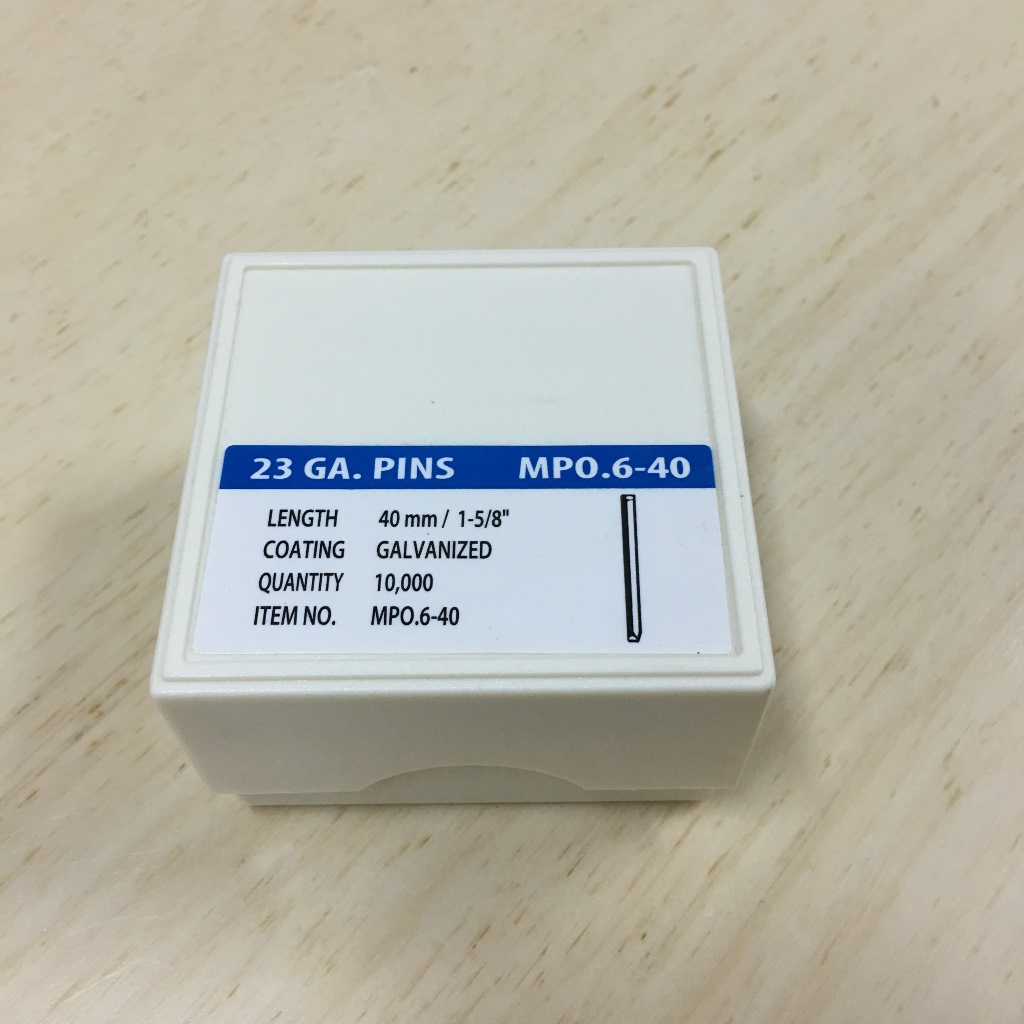 23 GA. PINS MPO.6-40
LENGTH 40 mm / 1-5/8"
COATING GALVANIZED
QUANTITY 10,000
ITEM NO. MPO.6-40